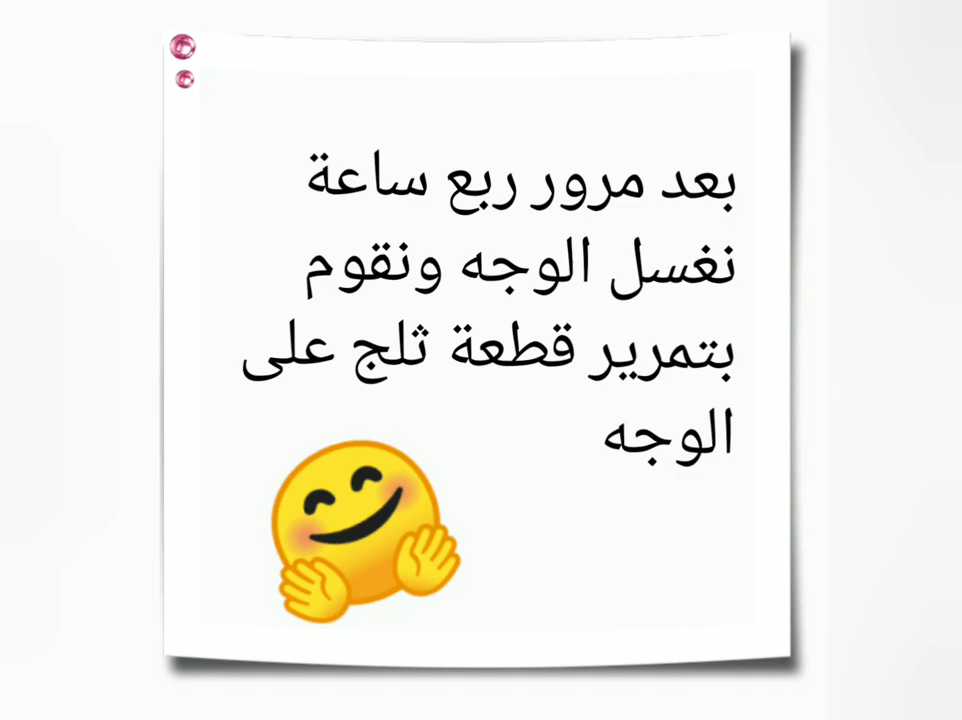 بعد مرور ربع ساعة
نغسل الوجه ونقوم
بتمرير قطعة ثلج على
الوجه